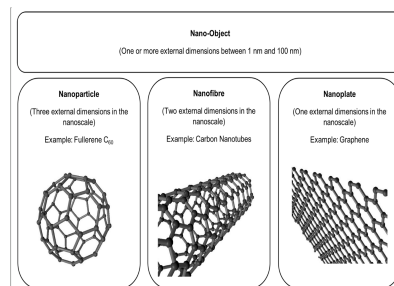 Nano-Object
(One or more external dimensions between 1 nm and 100 nm)
Nanoparticle
(Three external dimensions in the
nanoscale)
Example: Fullerene C₆₀
Nanofibre
(Two external dimensions in the
nanoscale)
Example: Carbon Nanotubes
Nanoplate
(One external dimensions in the
nanoscale)
Example: Graphene